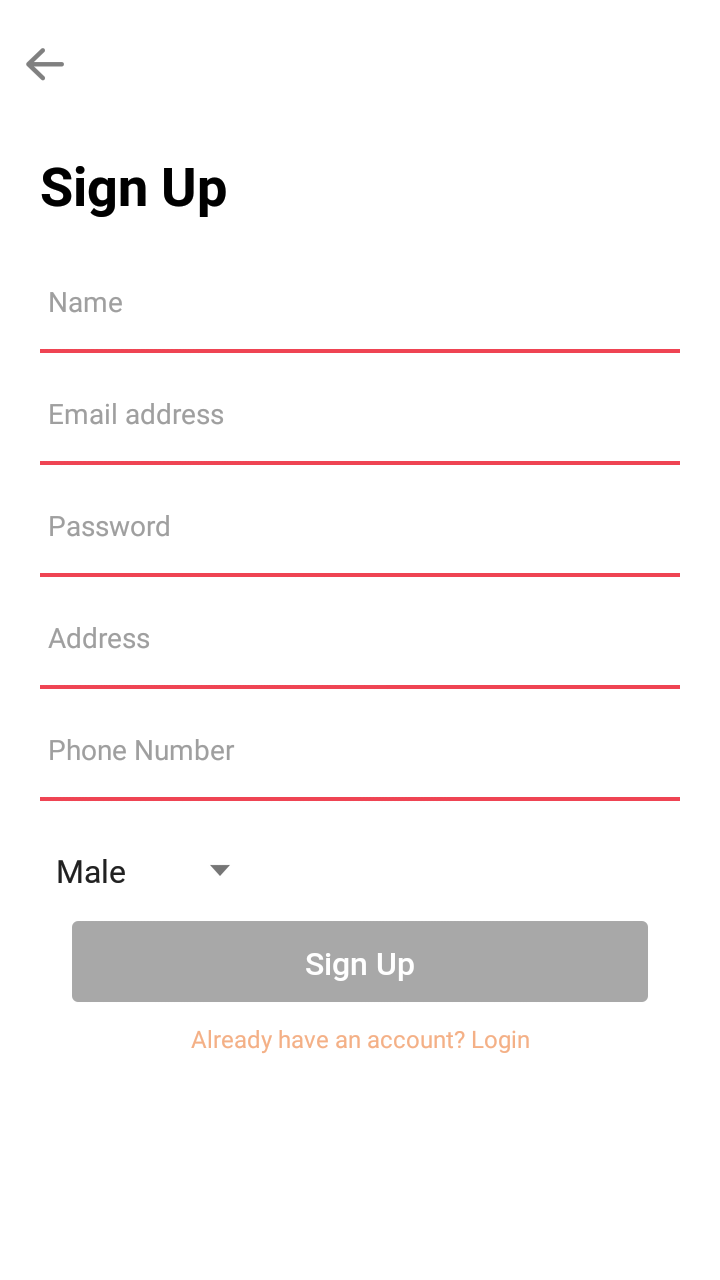 Sign Up
Name
Email address
Password
Address
Phone Number
Male
Sign Up
Already have an account? Login